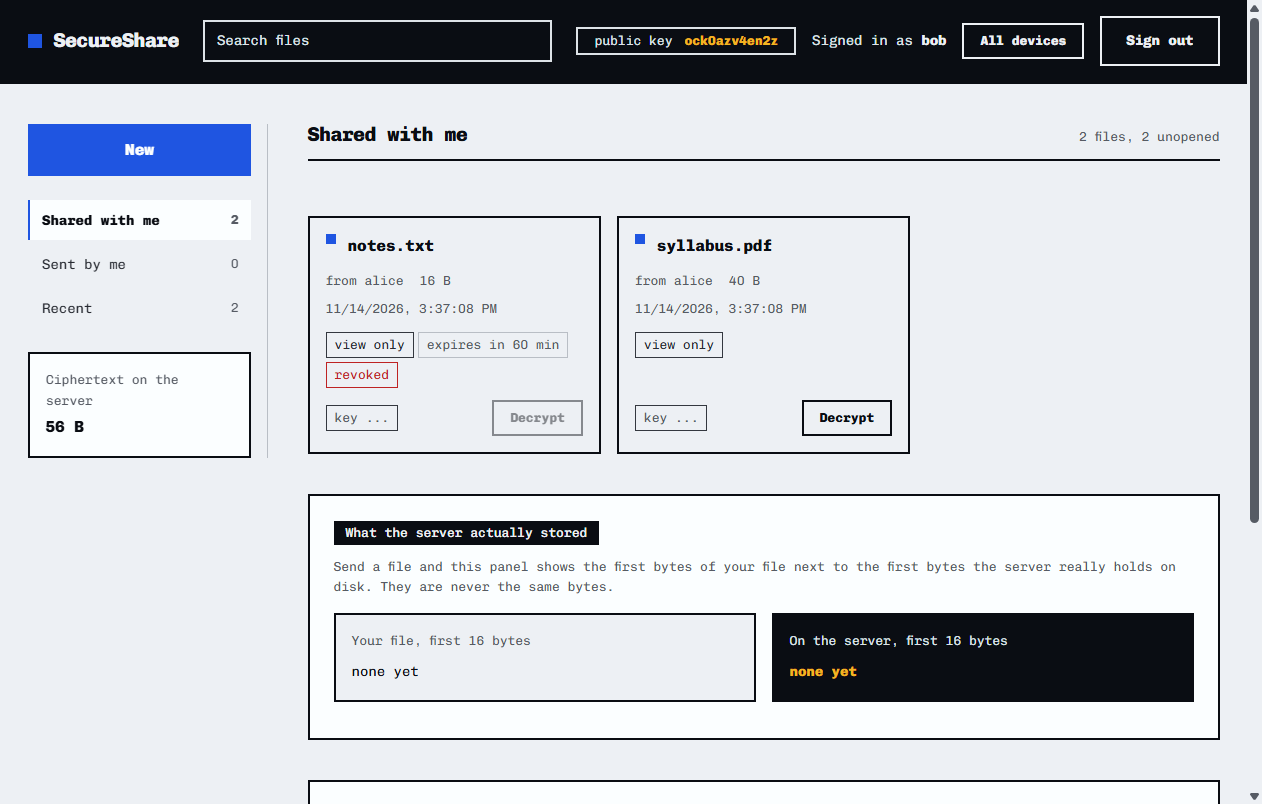 SecureShare
Search files
public key ock0azv4en2z
Signed in as bob
All devices
Sign out
New
Shared with me 2
Sent by me 0
Recent 2
Ciphertext on the
server
56 B
Shared with me
2 files, 2 unopened
notes.txt
from alice 16 B
11/14/2026, 3:37:08 PM
view only
expires in 60 min
revoked
key ...
Decrypt
syllabus.pdf
from alice 40 B
11/14/2026, 3:37:08 PM
view only
key ...
Decrypt
What the server actually stored
Send a file and this panel shows the first bytes of your file next to the first bytes the server really holds on
disk. They are never the same bytes.
Your file, first 16 bytes
none yet
On the server, first 16 bytes
none yet